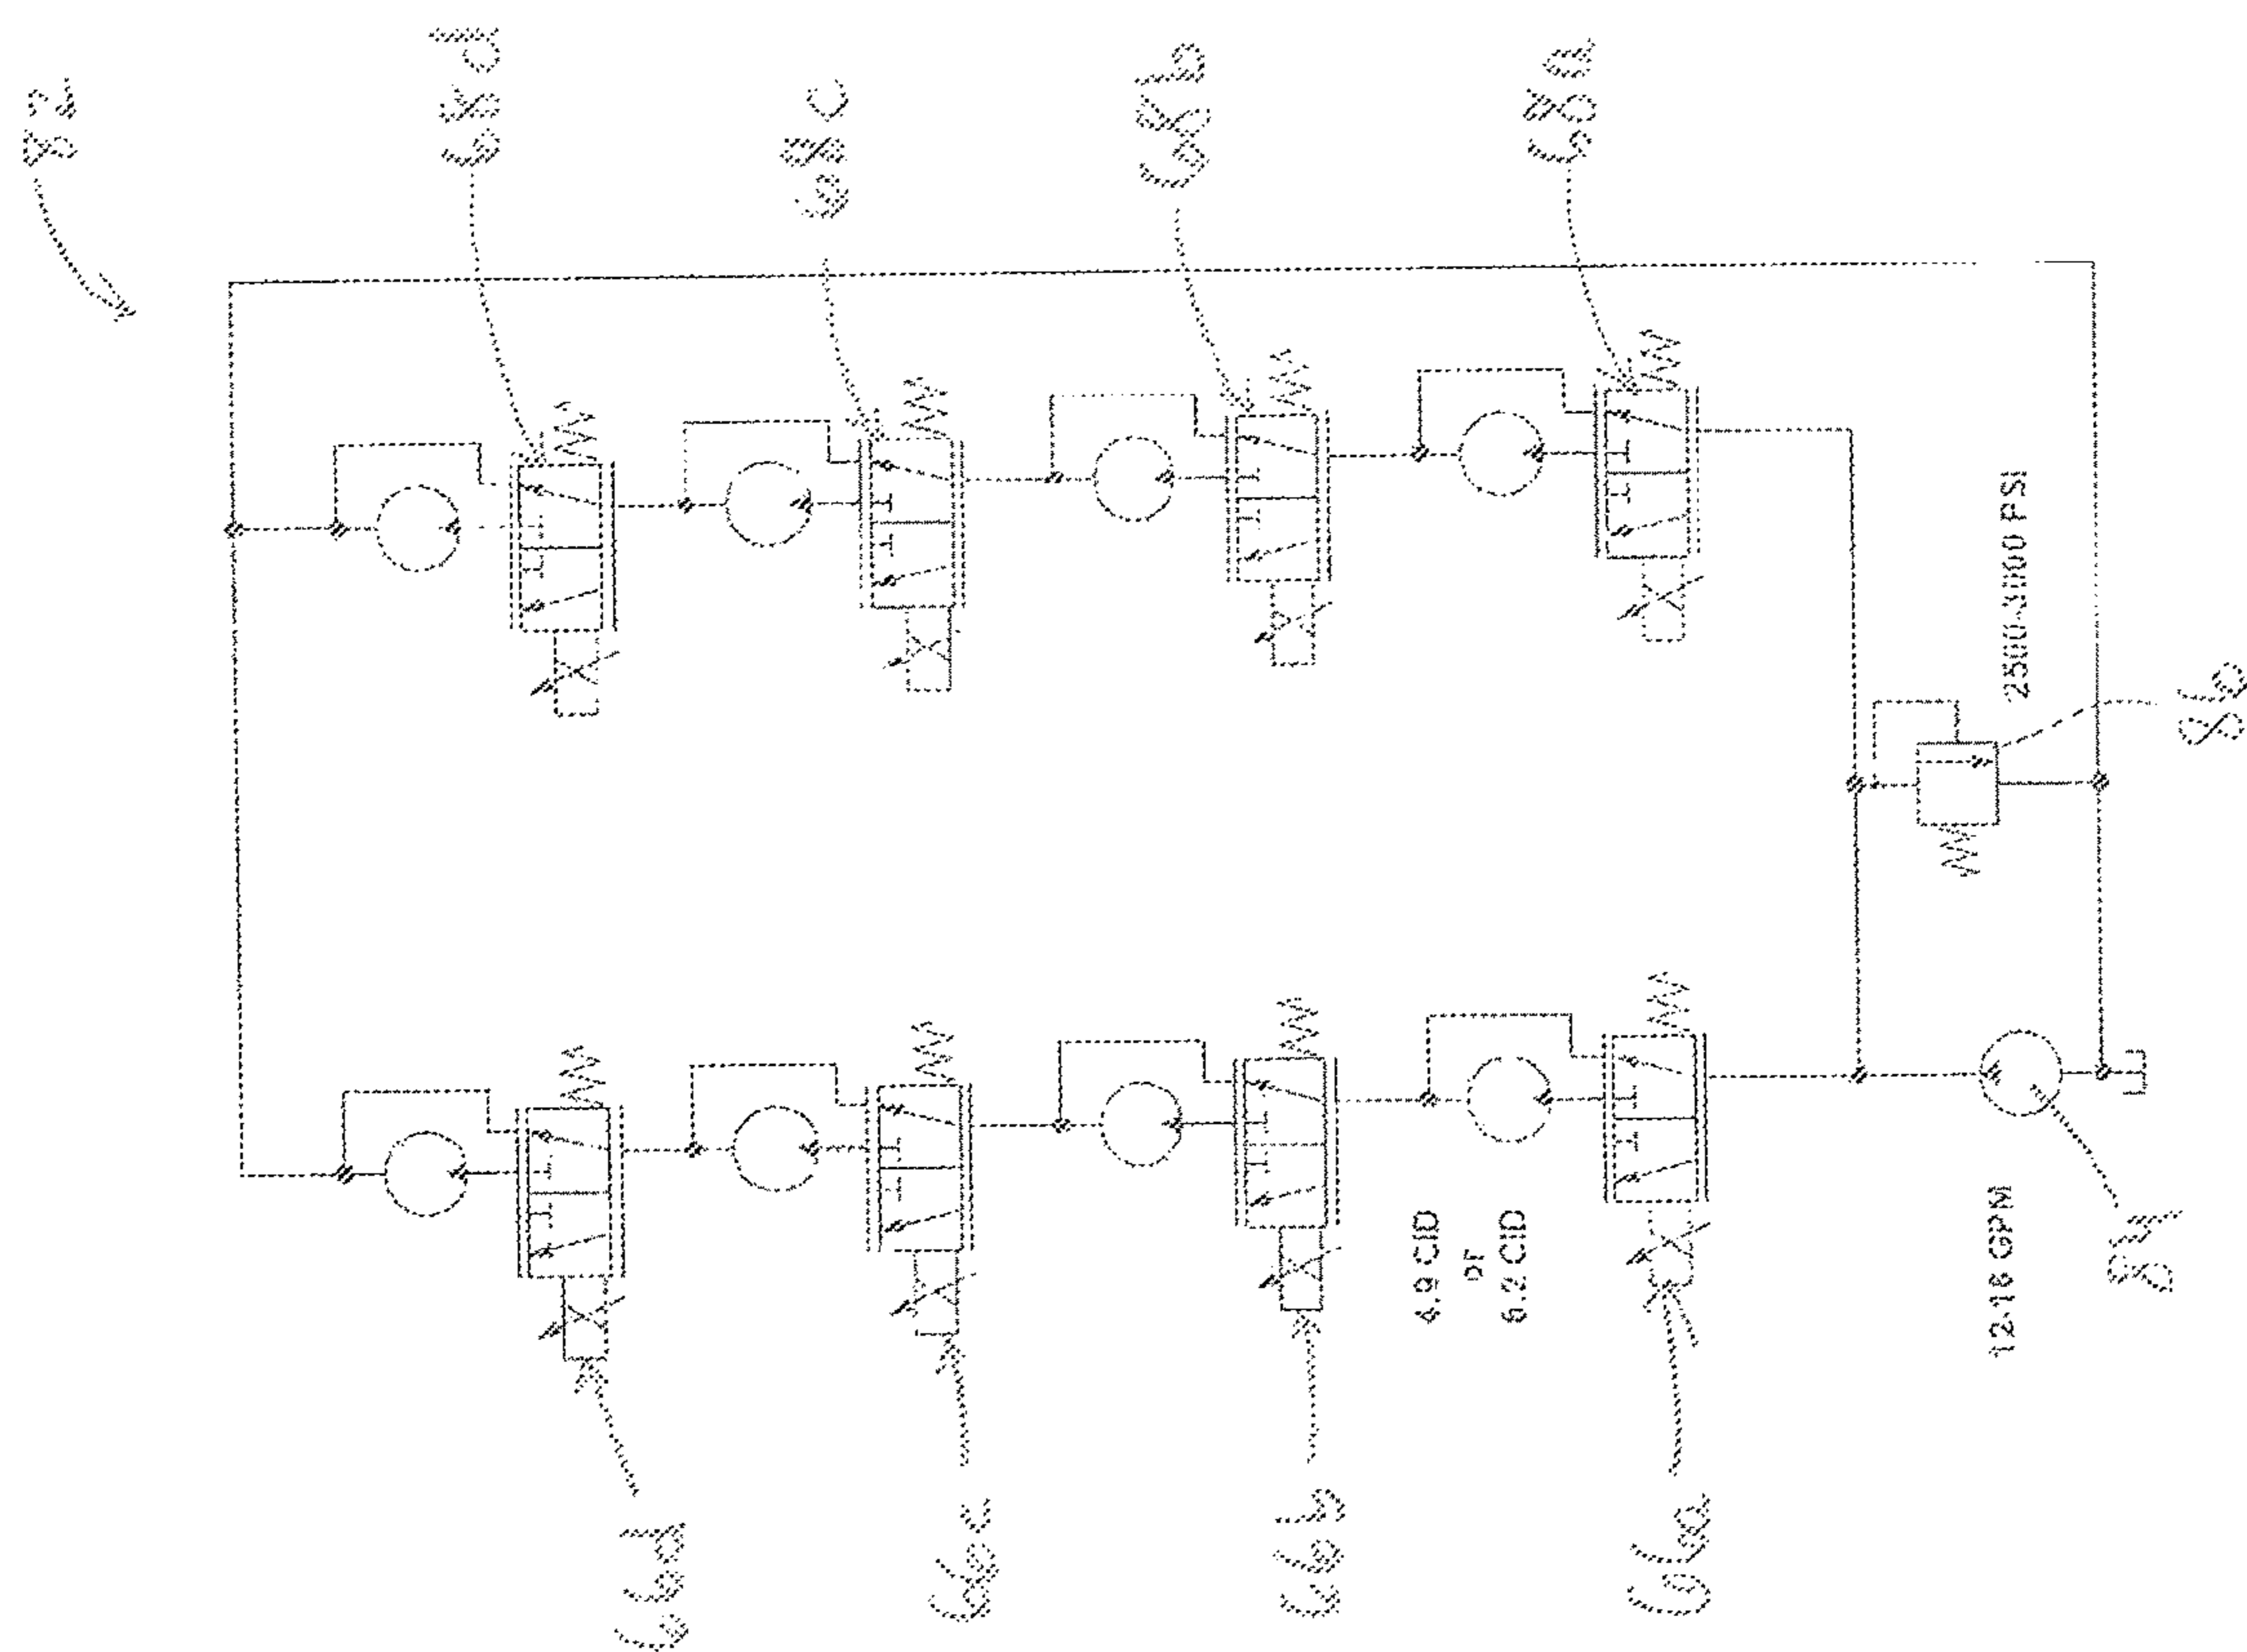 82
68d
68c
68b
68a
2500-3000 PSI
86
4.9 CID
or
6.2 CID
12-16 GPM
84
66d
66c
66b
66a